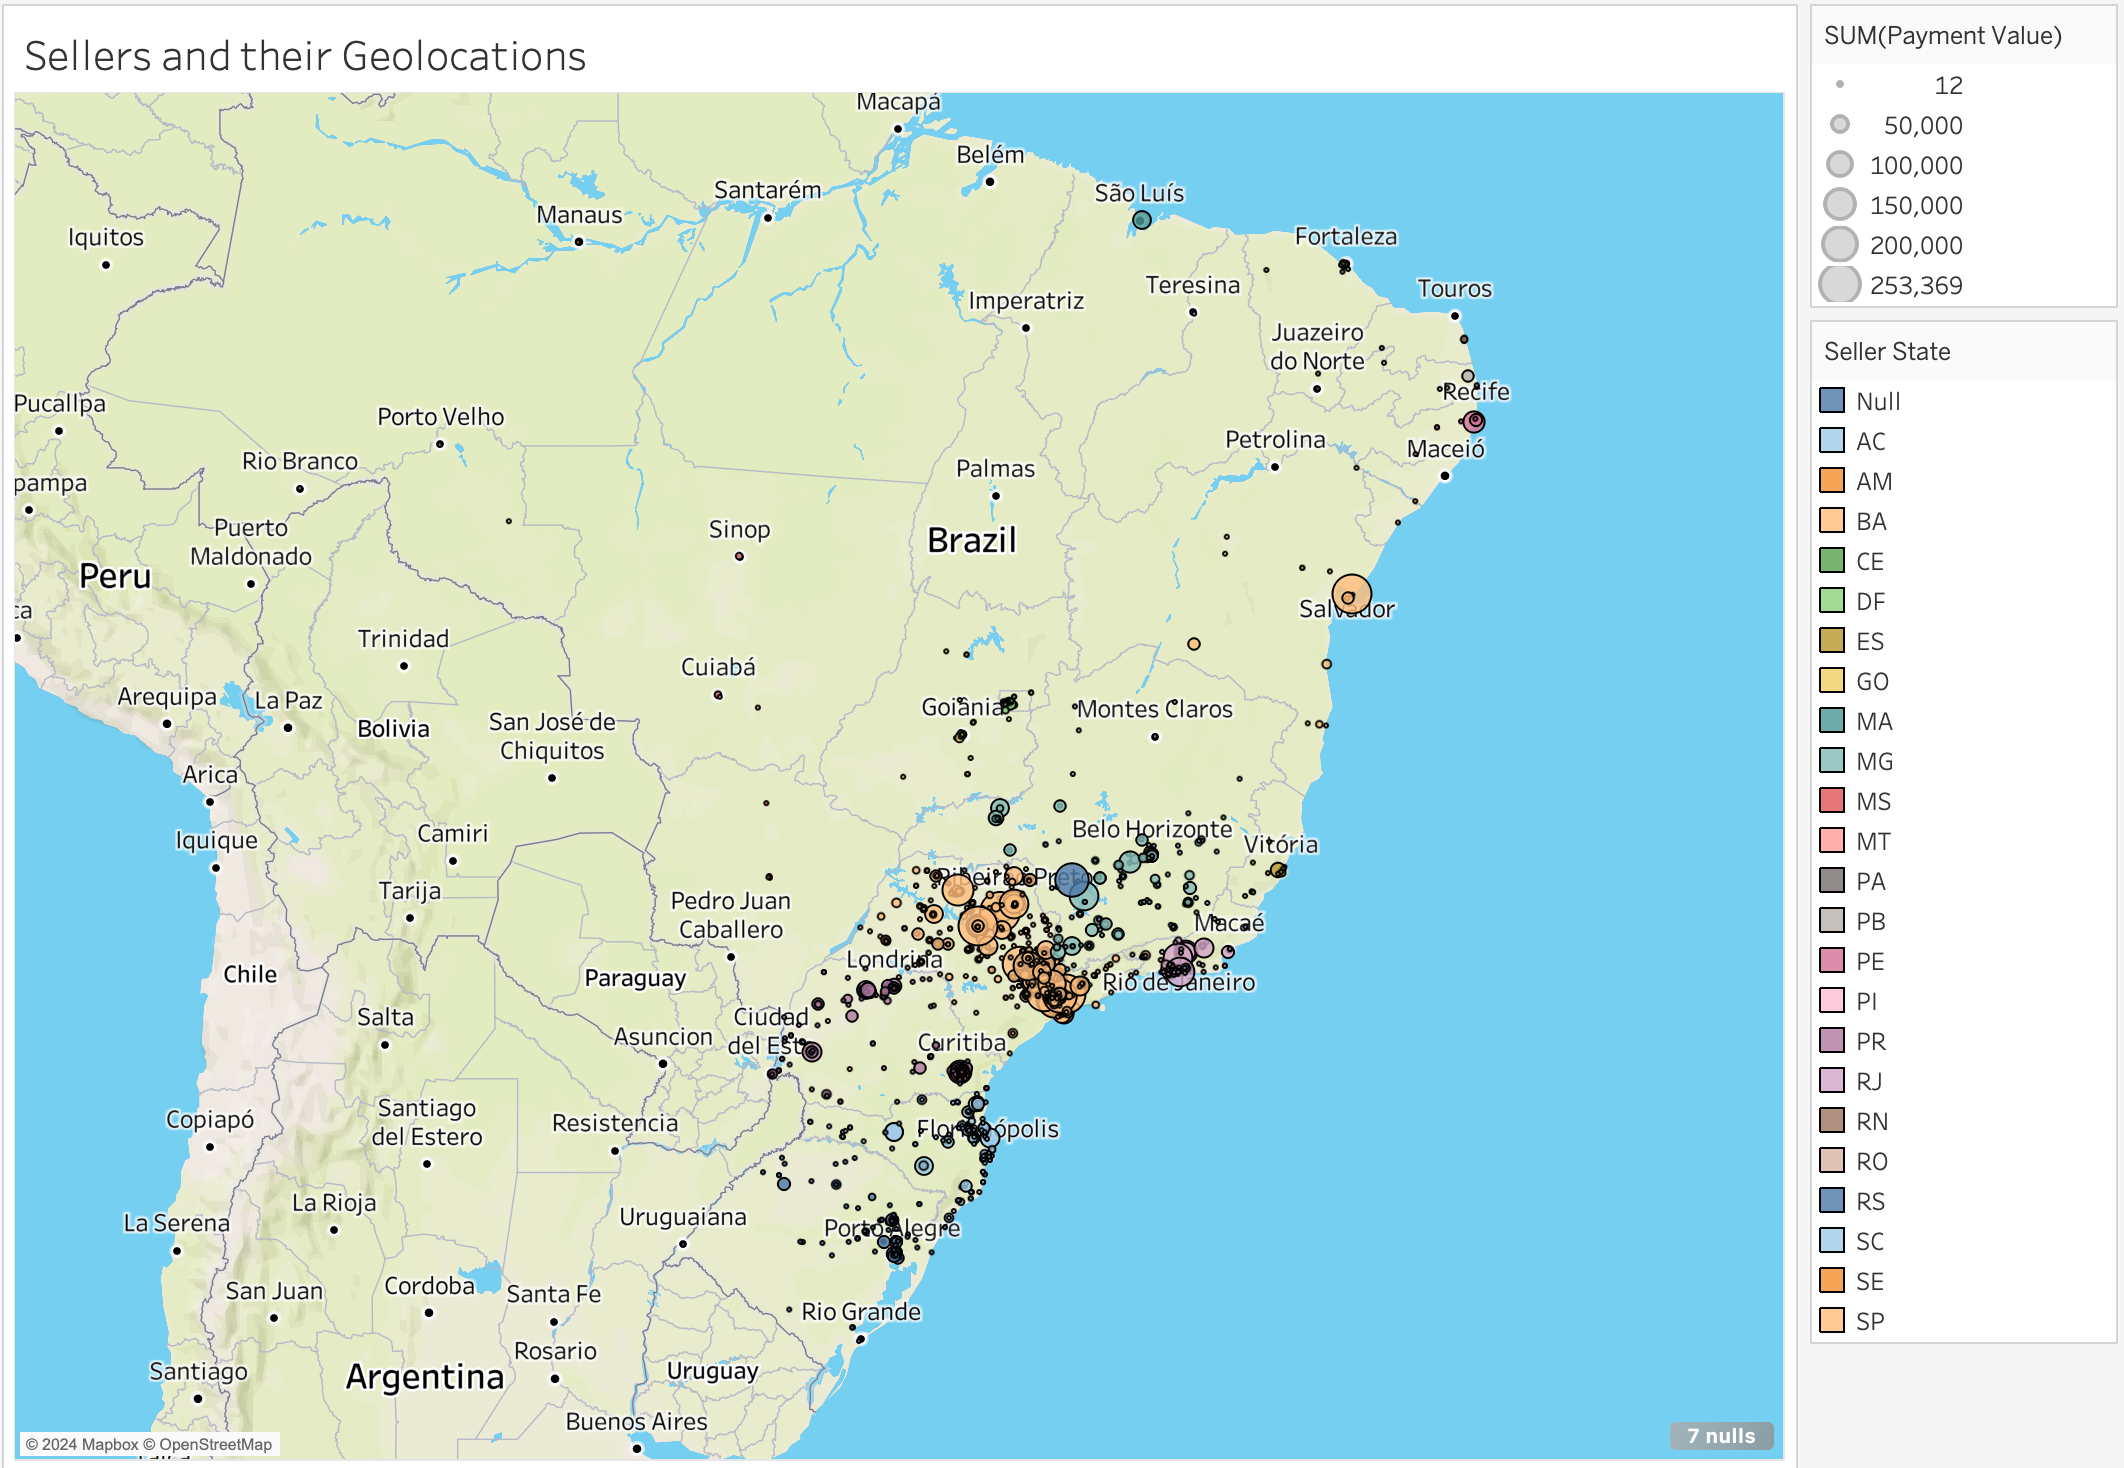 Sellers and their Geolocations
SUM(Payment Value)
12
50,000
100,000
150,000
200,000
253,369
Seller State
Null
AC
AM
BA
CE
DF
ES
GO
MA
MG
MS
MT
PA
PB
PE
PI
PR
RJ
RN
RO
RS
SC
SE
SP
Macapá
Belém
Santarém
São Luís
Manaus
Iquitos
Fortaleza
Teresina
Touros
Imperatriz
Juazeiro
do Norte
Recife
Pucallpa
Porto Velho
Petrolina
Maceió
Rio Branco
Palmas
pampa
Puerto
Maldonado
Sinop
Brazil
Peru
ca
Salvador
Trinidad
Cuiabá
Arequipa
La Paz
Goiânia
Montes Claros
Bolivia
San José de
Chiquitos
Arica
Iquique
Camiri
Belo Horizonte
Vitória
Tarija
Ribeirão Preto
Pedro Juan
Caballero
Macaé
Londrina
Chile
Paraguay
Rio de Janeiro
Salta
Ciudad
del Est
Asuncion
Curitiba
Copiapó
Santiago
del Estero
Resistencia
Florianópolis
La Rioja
La Serena
Uruguaiana
Porto Alegre
San Juan
Cordoba
Santa Fe
Rio Grande
Rosario
Santiago
Argentina
Uruguay
Buenos Aires
7 nulls
© 2024 Mapbox © OpenStreetMap